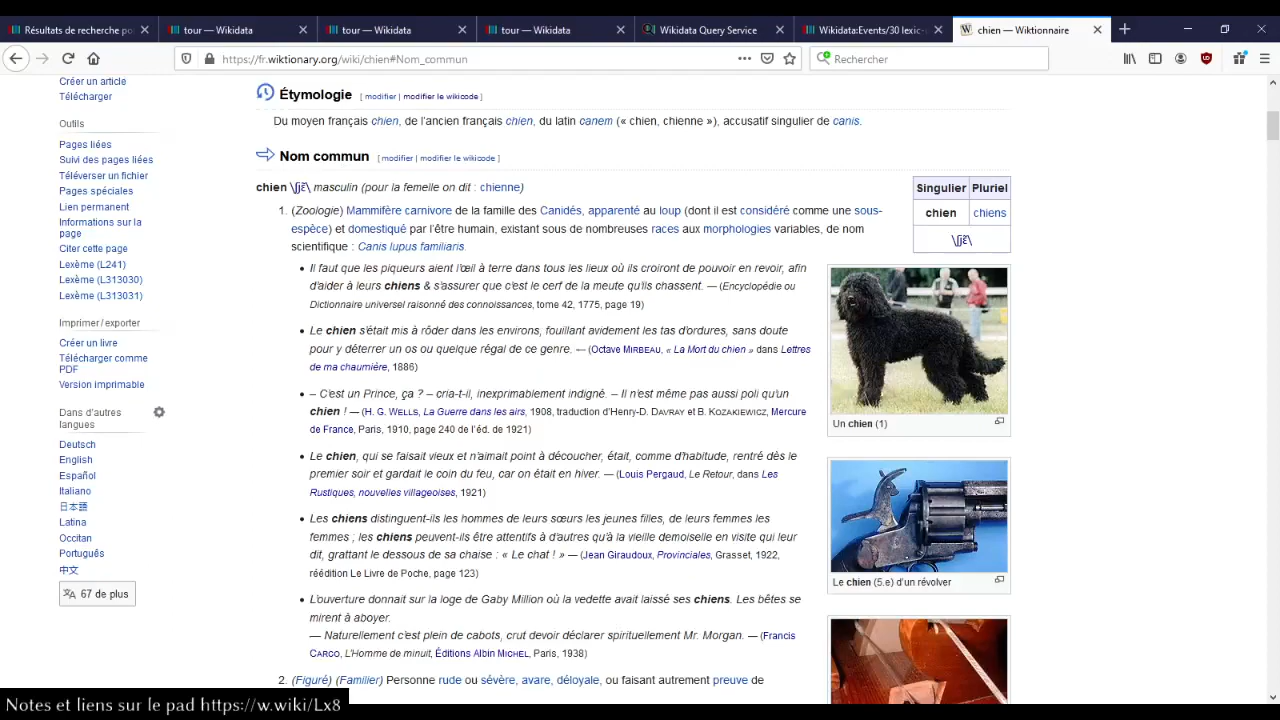 Résultats de recherche po
tour — Wikidata
tour — Wikidata
tour — Wikidata
Wikidata Query Service
Wikidata:Events/30 lexic-
chien — Wiktionnaire
https://fr.wiktionary.org/wiki/chien#Nom_commun
Rechercher
Créer un article
Télécharger
Outils
Pages liées
Suivi des pages liées
Téléverser un fichier
Pages spéciales
Lien permanent
Informations sur la
page
Citer cette page
Lexème (L241)
Lexème (L313030)
Lexème (L313031)
Imprimer / exporter
Créer un livre
Télécharger comme
PDF
Version imprimable
Dans d’autres
langues
Deutsch
English
Español
Italiano
日本語
Latina
Occitan
Português
中文
67 de plus
Étymologie [ modifier | modifier le wikicode ]
Du moyen français chien, de l’ancien français chien, du latin canem (« chien, chienne »), accusatif singulier de canis.
Nom commun [ modifier | modifier le wikicode ]
chien \ʃjɛ̃\ masculin (pour la femelle on dit : chienne)
1. (Zoologie) Mammifère carnivore de la famille des Canidés, apparenté au loup (dont il est considéré comme une sous-
espèce) et domestiqué par l’être humain, existant sous de nombreuses races aux morphologies variables, de nom
scientifique : Canis lupus familiaris.
• Il faut que les piqueurs aient l’œil à terre dans tous les lieux où ils croiront de pouvoir en revoir, afin
d’aider à leurs chiens & s’assurer que c’est le cerf de la meute qu’ils chassent. — (Encyclopédie ou
Dictionnaire universel raisonné des connoissances, tome 42, 1775, page 19)
• Le chien s’était mis à rôder dans les environs, fouillant avidement les tas d’ordures, sans doute
pour y déterrer un os ou quelque régal de ce genre. — (Octave MIRBEAU, « La Mort du chien » dans Lettres
de ma chaumière, 1886)
• – C’est un Prince, ça ? – cria-t-il, inexprimablement indigné. – Il n’est même pas aussi poli qu’un
chien ! — (H. G. WELLS, La Guerre dans les airs, 1908, traduction d’Henry-D. DAVRAY et B. KOZAKIEWICZ, Mercure
de France, Paris, 1910, page 240 de l’éd. de 1921)
• Le chien, qui se faisait vieux et n’aimait point à découcher, était, comme d’habitude, rentré dès le
premier soir et gardait le coin du feu, car on était en hiver. — (Louis Pergaud, Le Retour, dans Les
Rustiques, nouvelles villageoises, 1921)
• Les chiens distinguent-ils les hommes de leurs sœurs les jeunes filles, de leurs femmes les
femmes ; les chiens peuvent-ils être attentifs à d’autres qu’à la vieille demoiselle en visite qui leur
dit, grattant le dessous de sa chaise : « Le chat ! » — (Jean Giraudoux, Provinciales, Grasset, 1922,
réédition Le Livre de Poche, page 123)
• L’ouverture donnait sur la loge de Gaby Million où la vedette avait laissé ses chiens. Les bêtes se
mirent à aboyer.
— Naturellement c’est plein de cabots, crut devoir déclarer spirituellement Mr. Morgan. — (Francis
CARCO, L’Homme de minuit, Éditions Albin MICHEL, Paris, 1938)
2. (Figuré) (Familier) Personne rude ou sévère, avare, déloyale, ou faisant autrement preuve de
Singulier Pluriel
chien chiens
\ʃjɛ̃\
Un chien (1)
Le chien (5.e) d’un révolver
Notes et liens sur le pad https://w.wiki/Lx8